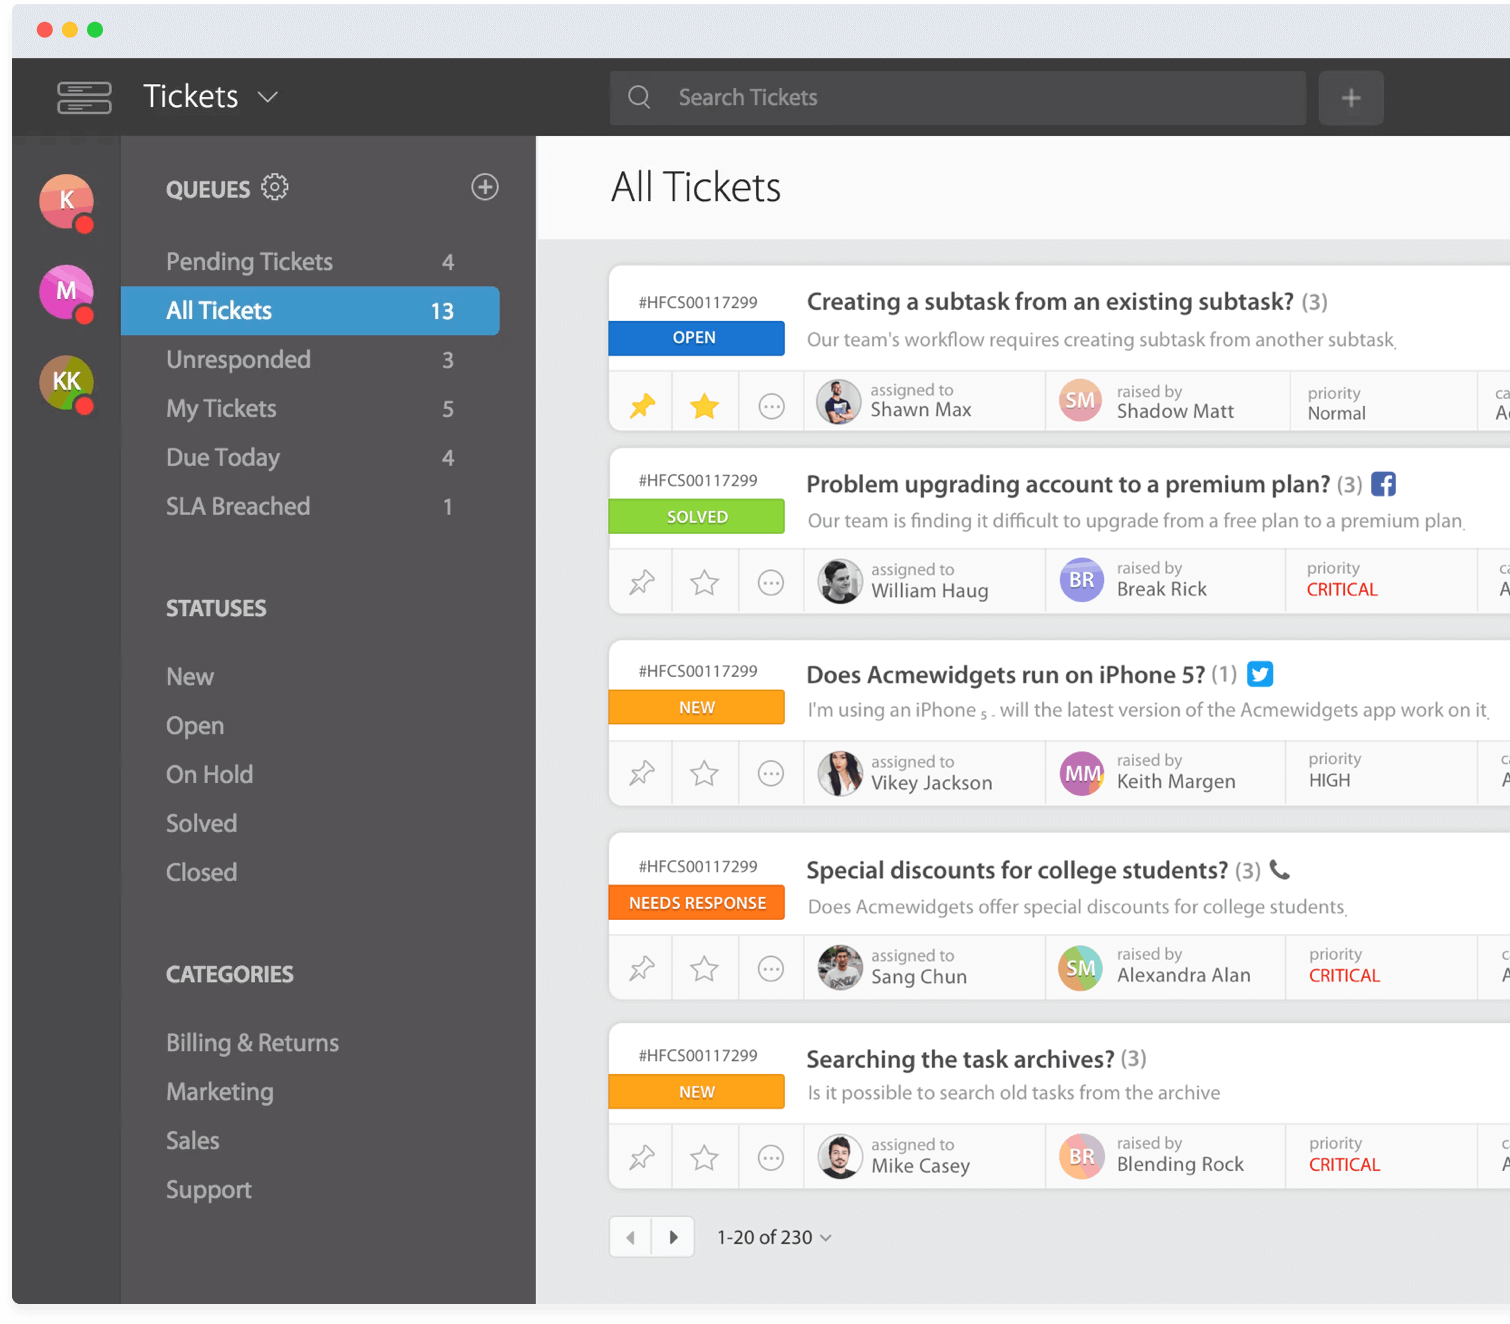 Tickets
Search Tickets
K
M
KK
QUEUES
Pending Tickets 4
All Tickets 13
Unresponded 3
My Tickets 5
Due Today 4
SLA Breached 1
STATUSES
New
Open
On Hold
Solved
Closed
CATEGORIES
Billing & Returns
Marketing
Sales
Support
All Tickets
#HFCS00117299
OPEN
Creating a subtask from an existing subtask? (3)
Our team's workflow requires creating subtask from another subtask.
assigned to
Shawn Max
SM
raised by
Shadow Matt
priority
Normal
#HFCS00117299
SOLVED
Problem upgrading account to a premium plan? (3)
Our team is finding it difficult to upgrade from a free plan to a premium plan.
assigned to
William Haug
BR
raised by
Break Rick
priority
CRITICAL
#HFCS00117299
NEW
Does Acmewidgets run on iPhone 5? (1)
I'm using an iPhone 5 . will the latest version of the Acmewidgets app work on it.
assigned to
Vikey Jackson
MM
raised by
Keith Margen
priority
HIGH
#HFCS00117299
NEEDS RESPONSE
Special discounts for college students? (3)
Does Acmewidgets offer special discounts for college students.
assigned to
Sang Chun
SM
raised by
Alexandra Alan
priority
CRITICAL
#HFCS00117299
NEW
Searching the task archives? (3)
Is it possible to search old tasks from the archive
assigned to
Mike Casey
BR
raised by
Blending Rock
priority
CRITICAL
1-20 of 230